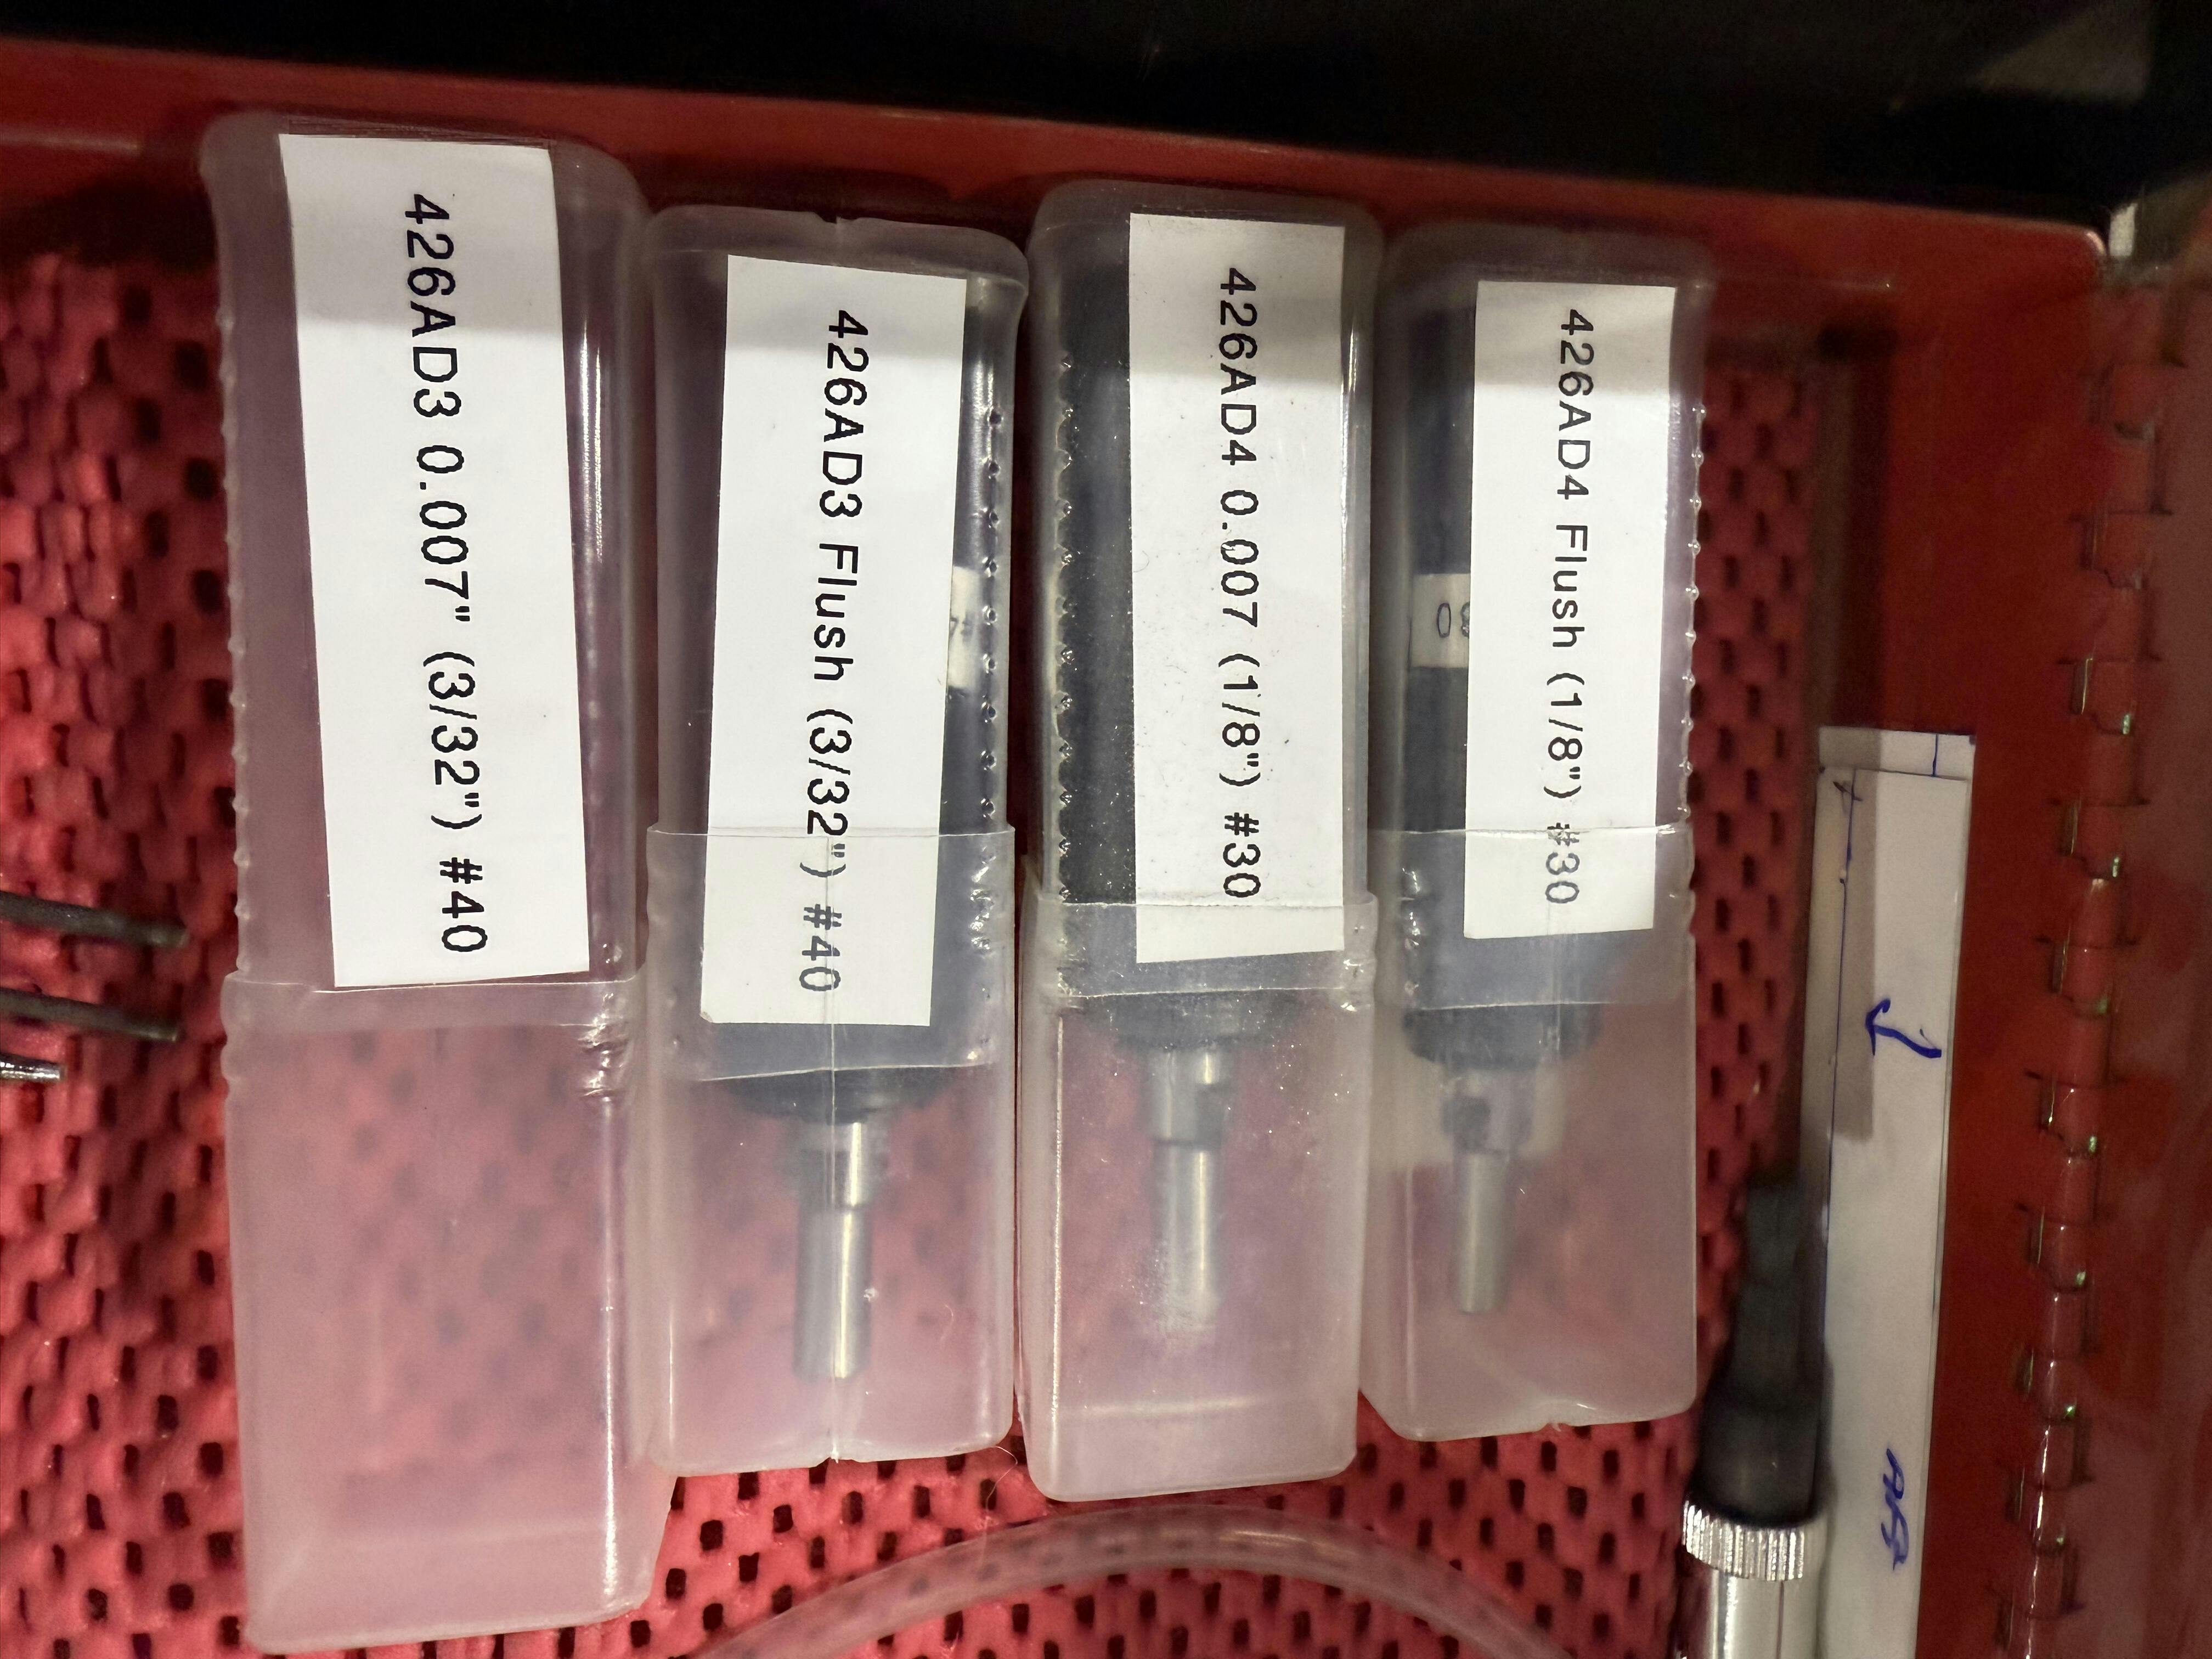 426AD3 0.007" (3/32") #40
426AD3 Flush (3/32") #40
426AD4 0.007 (1/8") #30
426AD4 Flush (1/8") #30